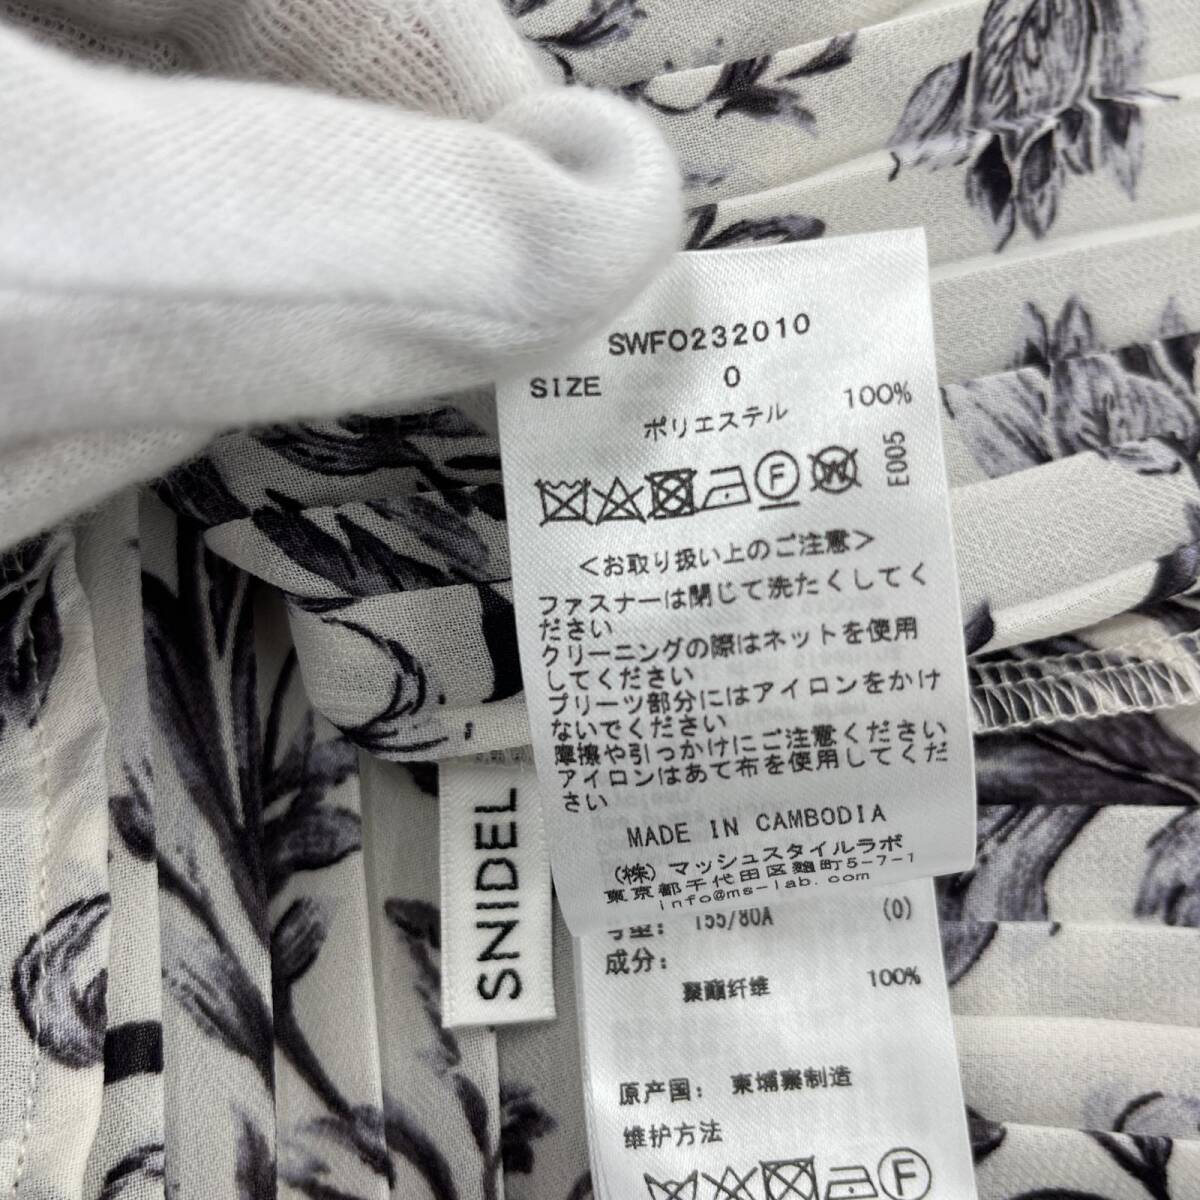 SWFO232010
SIZE 0
ポリエステル 100%
F W
E005
<お取り扱い上のご注意>
ファスナーは閉じて洗たくしてく
ださい
クリーニングの際はネットを使用
してください
プリーツ部分にはアイロンをかけ
ないでください
摩擦や引っかけにご注意ください
アイロンはあて布を使用してくだ
さい
MADE IN CAMBODIA
(株) マッシュスタイルラボ
東京都千代田区麹町5-7-1
info@ms-lab.com
SNIDEL
号型: 155/80A (0)
成分:
聚酯纤维 100%
原产国: 柬埔寨制造
维护方法
F